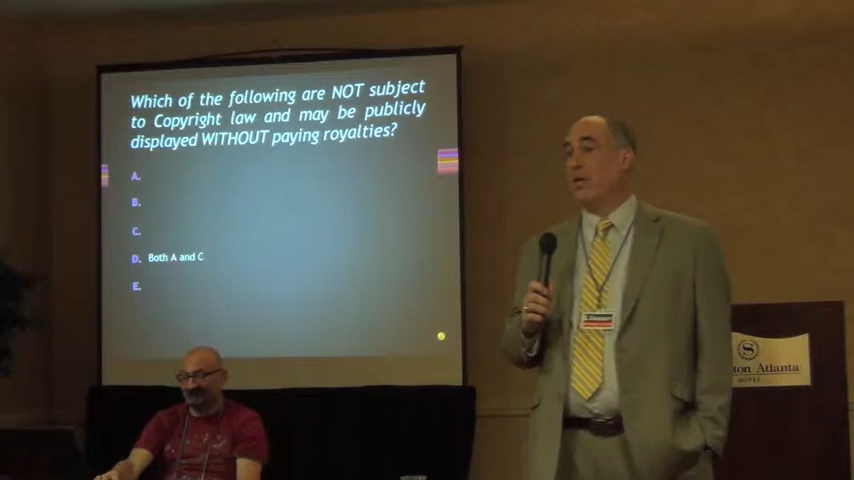 Which of the following are NOT subject
to Copyright law and may be publicly
displayed WITHOUT paying royalties?
A.
B.
C.
D. Both A and C
E.
S
ton Atlanta
HOTEL